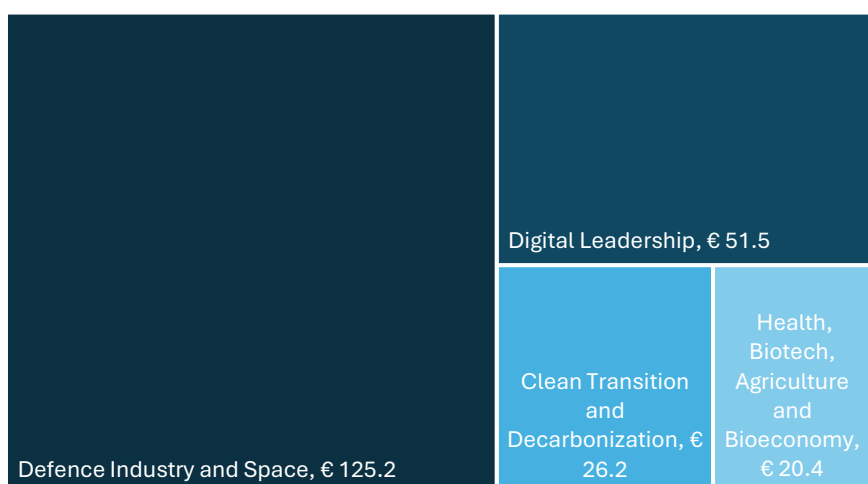 Defence Industry and Space, € 125.2
Digital Leadership, € 51.5
Clean Transition
and
Decarbonization, €
26.2
Health,
Biotech,
Agriculture
and
Bioeconomy,
€ 20.4